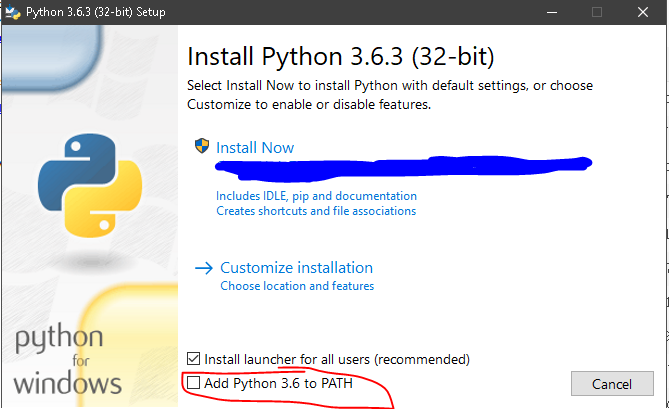 Python 3.6.3 (32-bit) Setup
Install Python 3.6.3 (32-bit)
Select Install Now to install Python with default settings, or choose
Customize to enable or disable features.
Install Now
Includes IDLE, pip and documentation
Creates shortcuts and file associations
Customize installation
Choose location and features
python
for
windows
Install launcher for all users (recommended)
Add Python 3.6 to PATH
Cancel